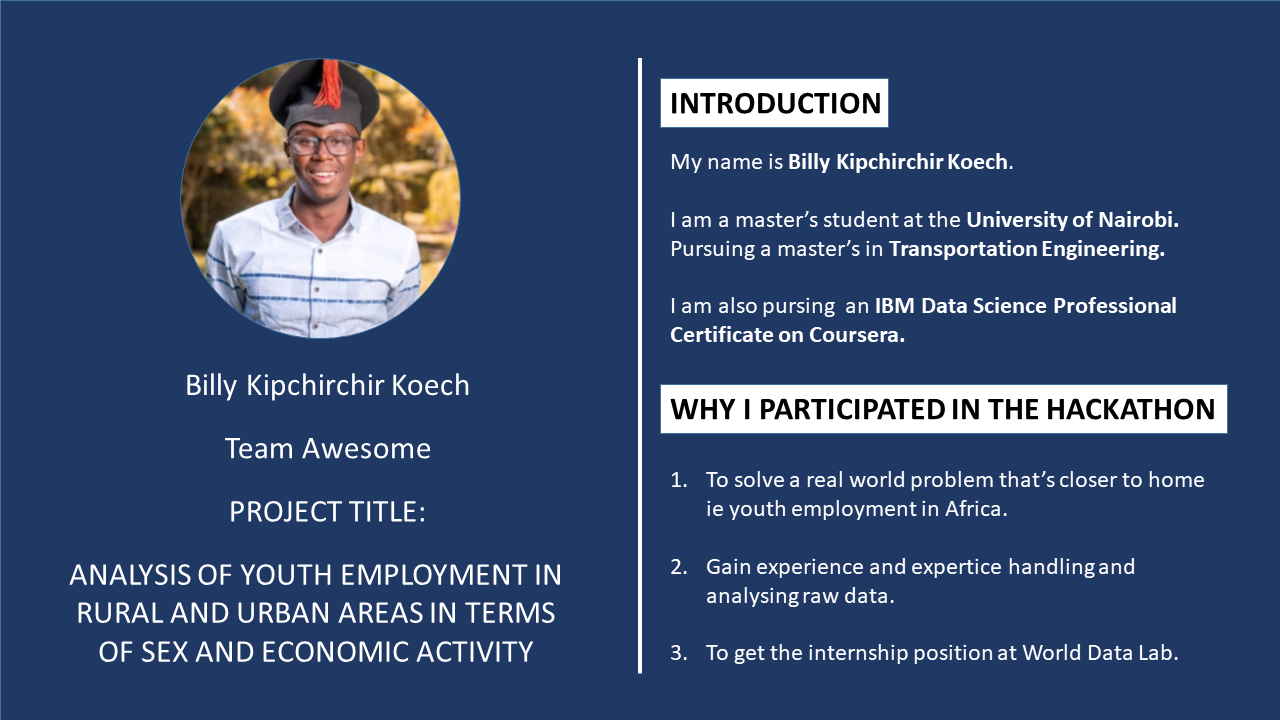 Billy Kipchirchir Koech
Team Awesome
PROJECT TITLE:
ANALYSIS OF YOUTH EMPLOYMENT IN
RURAL AND URBAN AREAS IN TERMS
OF SEX AND ECONOMIC ACTIVITY
INTRODUCTION
My name is Billy Kipchirchir Koech.
I am a master’s student at the University of Nairobi.
Pursuing a master’s in Transportation Engineering.
I am also pursing an IBM Data Science Professional
Certificate on Coursera.
WHY I PARTICIPATED IN THE HACKATHON
1. To solve a real world problem that’s closer to home
ie youth employment in Africa.
2. Gain experience and expertice handling and
analysing raw data.
3. To get the internship position at World Data Lab.